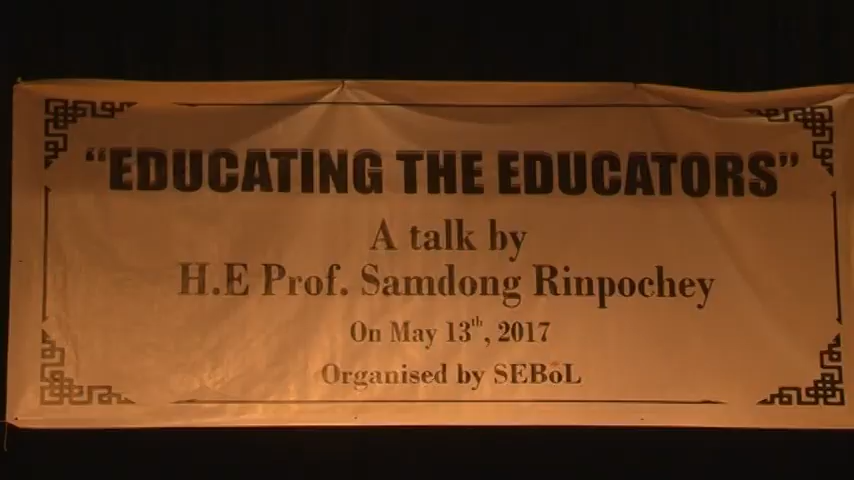 “EDUCATING THE EDUCATORS”
A talk by
H.E Prof. Samdong Rinpochey
On May 13th, 2017
Organised by SEBoL